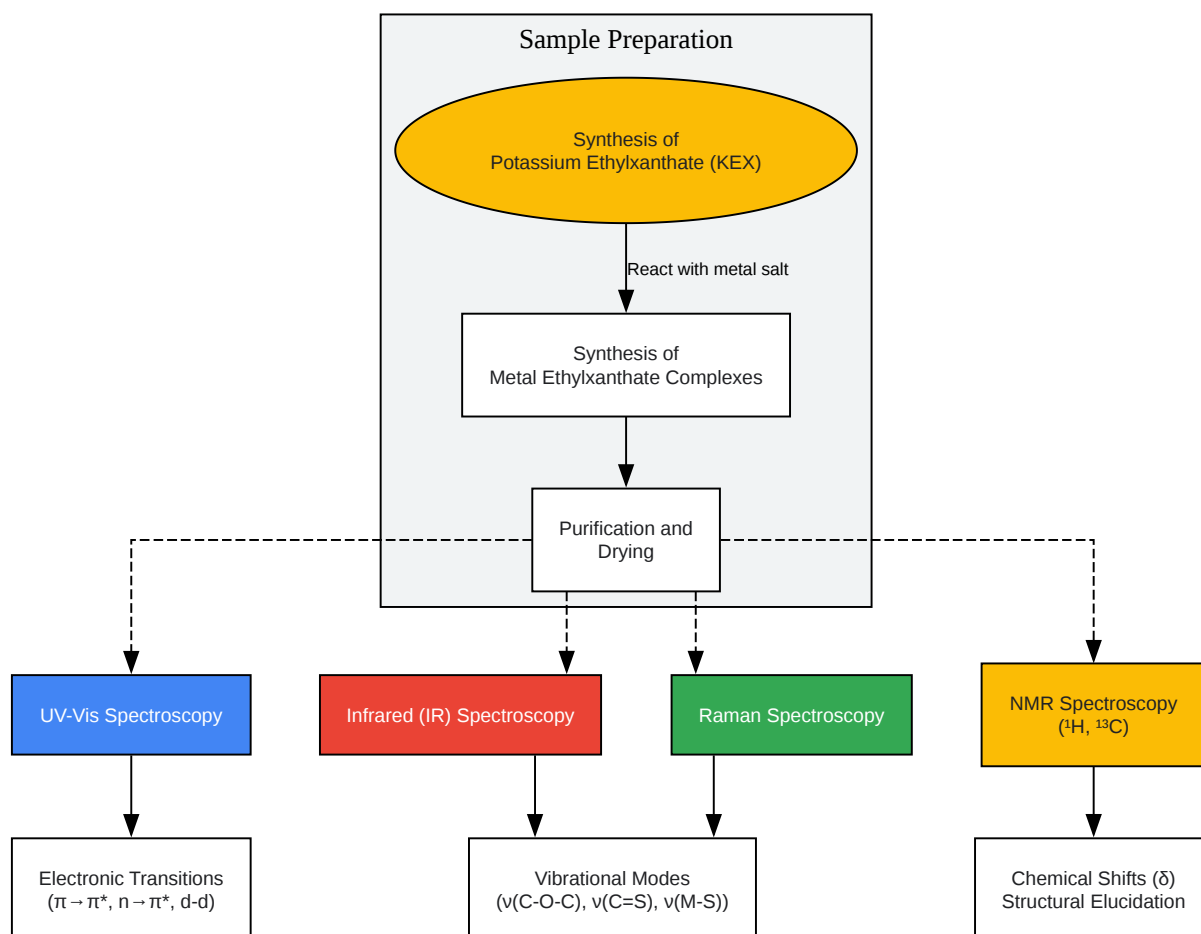 Sample Preparation
Synthesis of
Potassium Ethylxanthate (KEX)
React with metal salt
Synthesis of
Metal Ethylxanthate Complexes
Purification and
Drying
UV-Vis Spectroscopy
Infrared (IR) Spectroscopy
Raman Spectroscopy
NMR Spectroscopy
(¹H, ¹³C)
Electronic Transitions
(π→π*, n→π*, d-d)
Vibrational Modes
(ν(C-O-C), ν(C=S), ν(M-S))
Chemical Shifts (δ)
Structural Elucidation